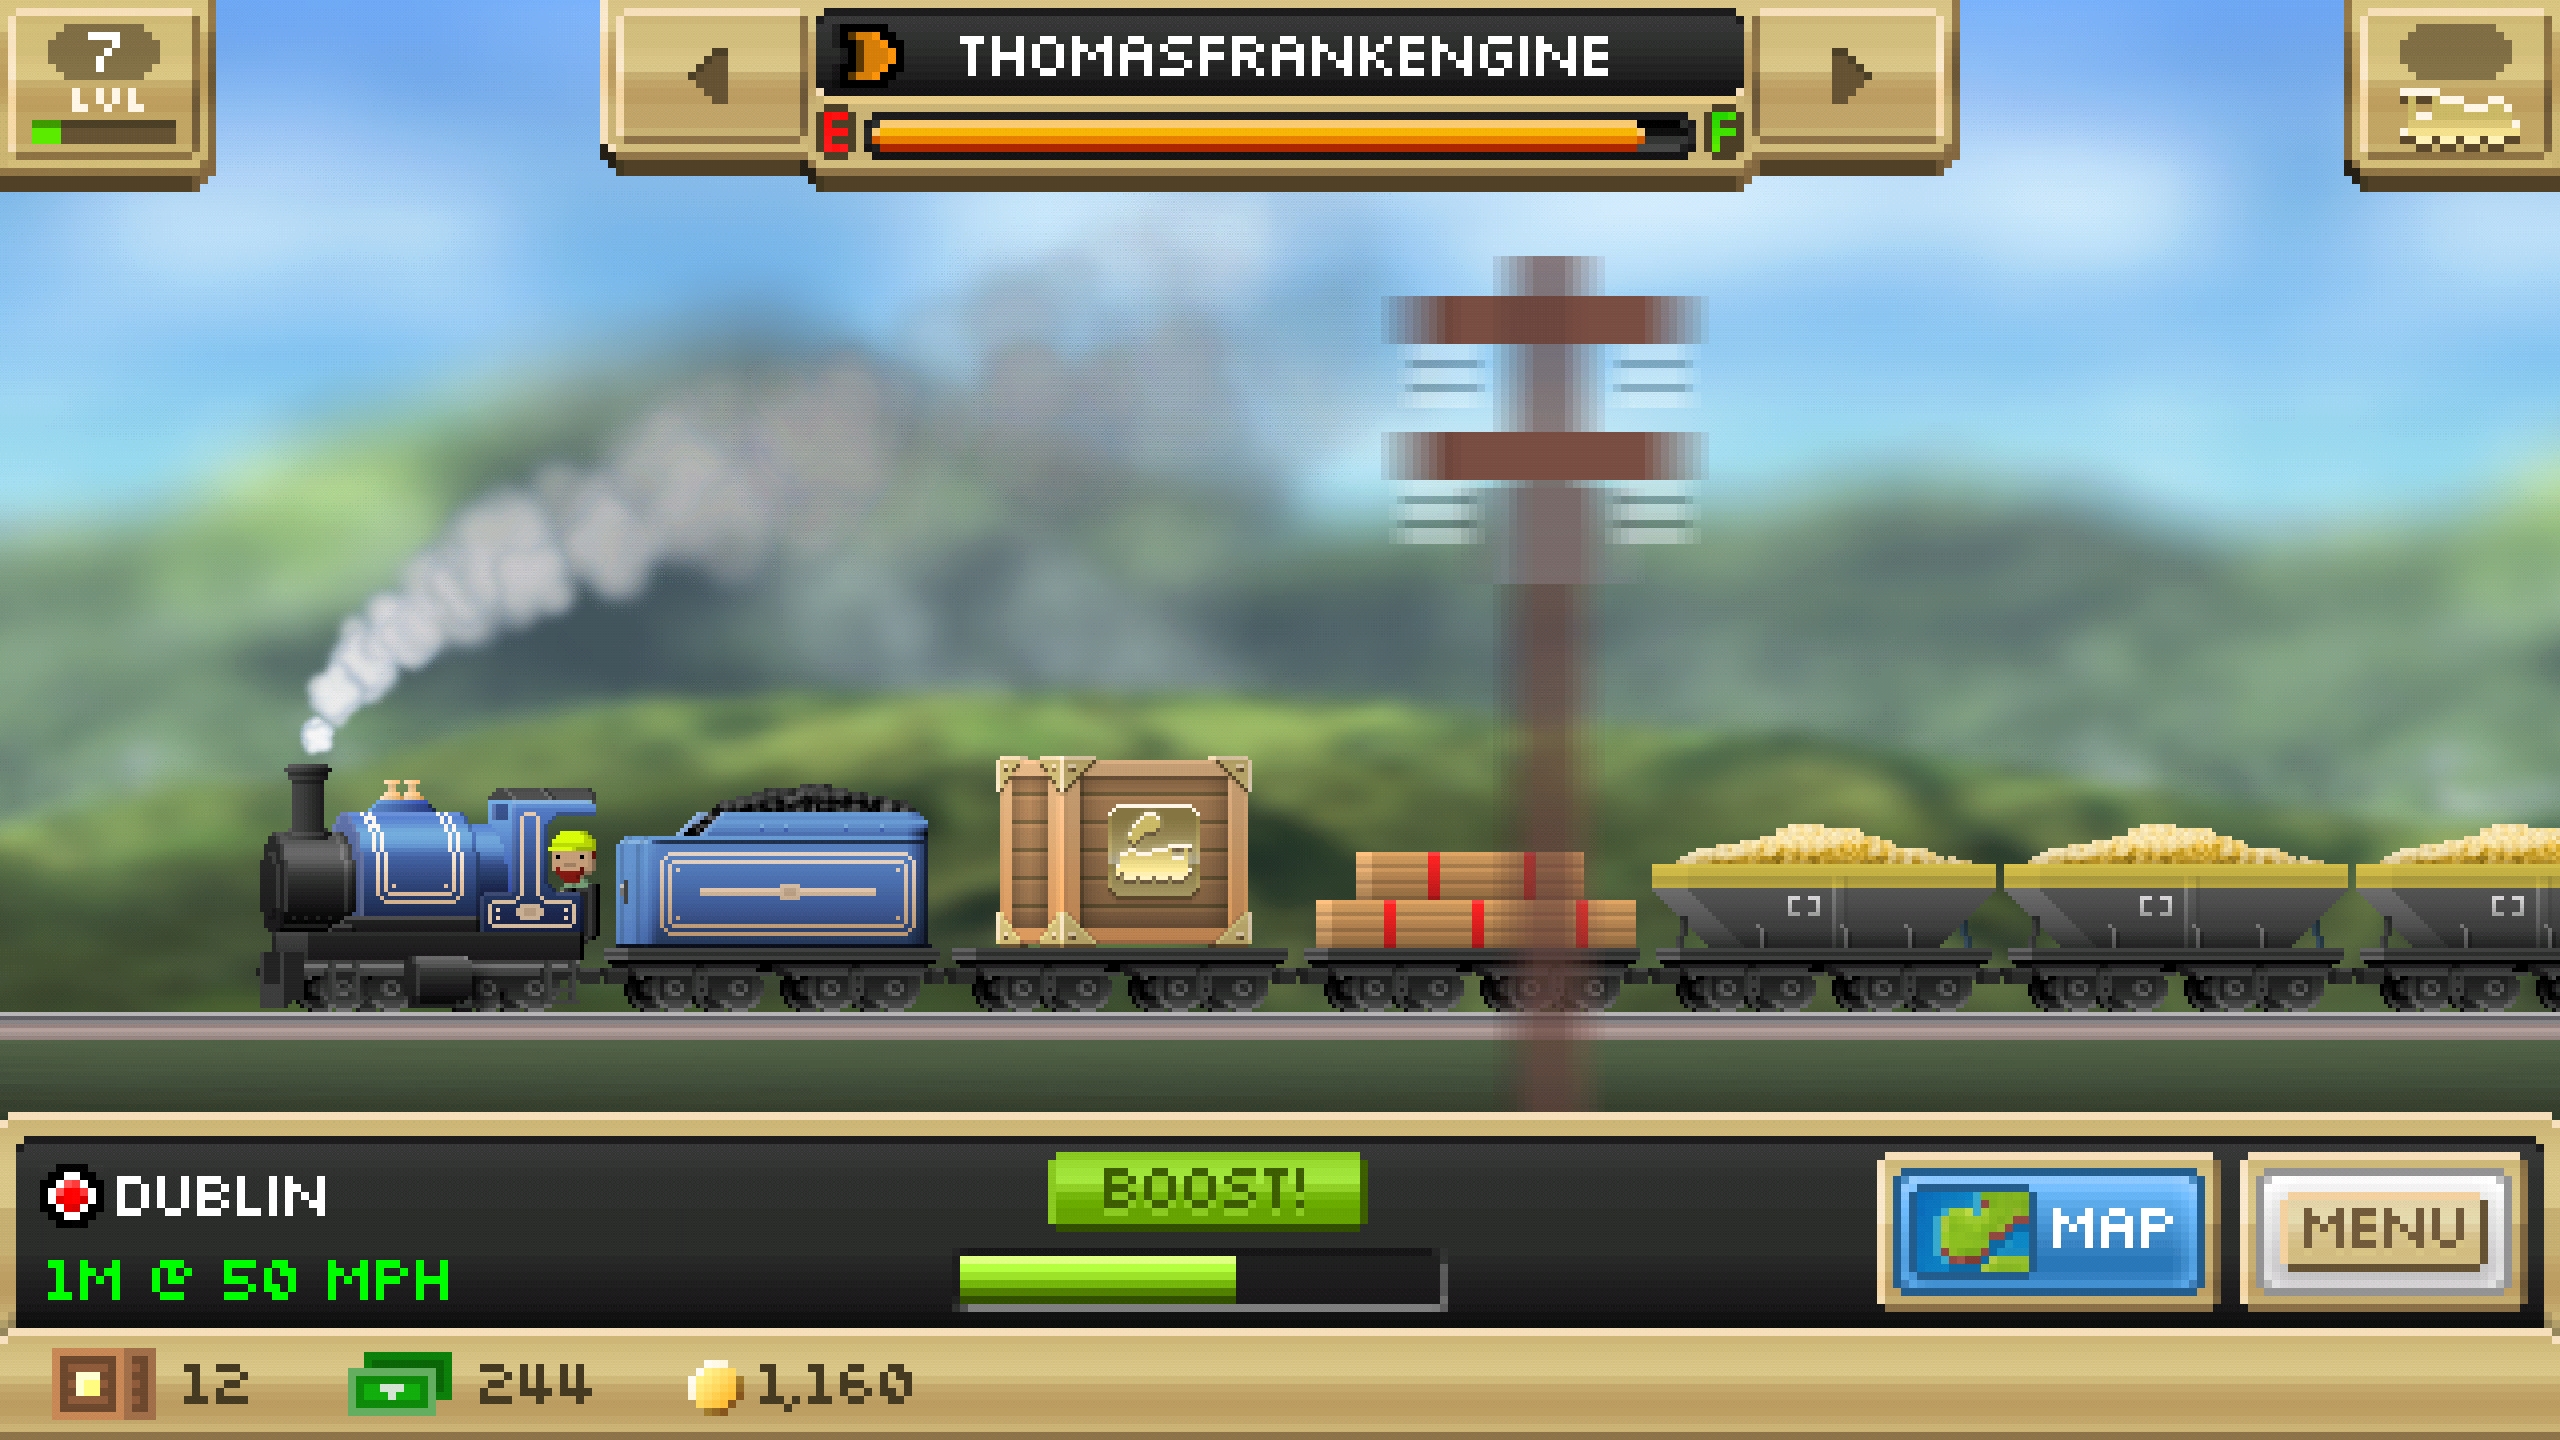 7
LVL
THOMASFRANKENGINE
E F
DUBLIN
1M @ 50 MPH
BOOST!
MAP
MENU
12
244
1,160